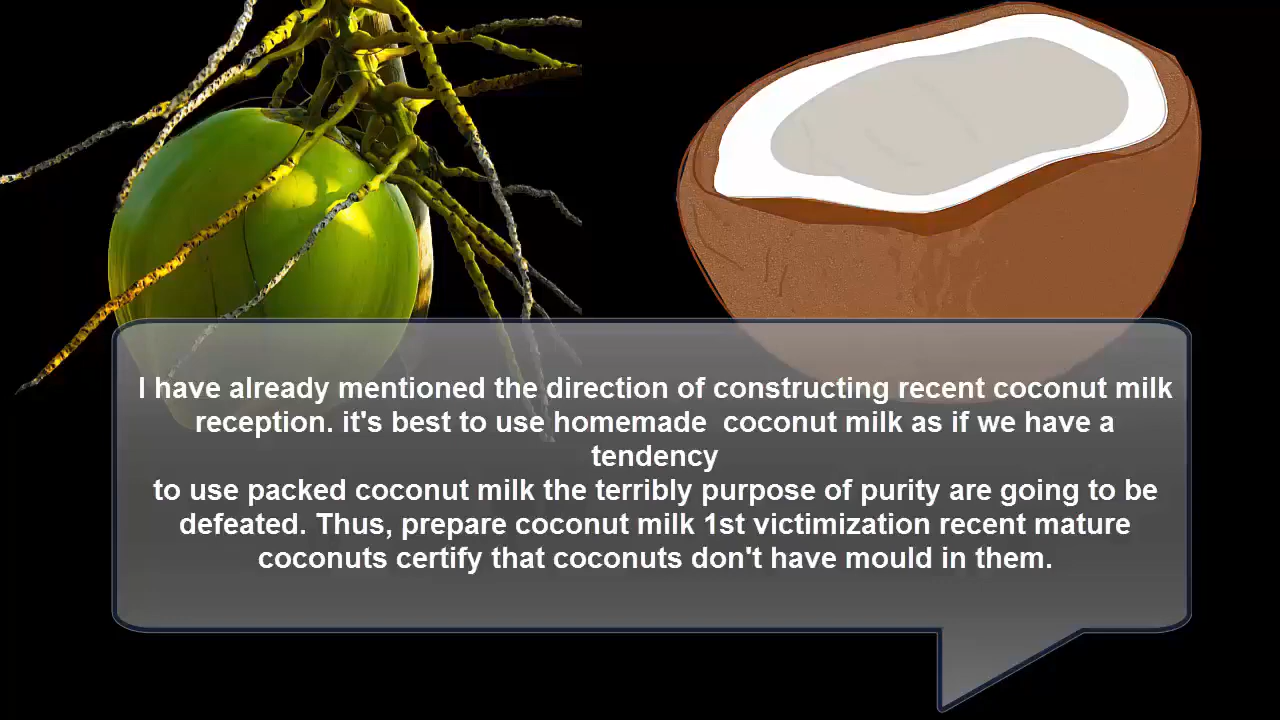 I have already mentioned the direction of constructing recent coconut milk
reception. it's best to use homemade  coconut milk as if we have a
tendency
to use packed coconut milk the terribly purpose of purity are going to be
defeated. Thus, prepare coconut milk 1st victimization recent mature
coconuts certify that coconuts don't have mould in them.